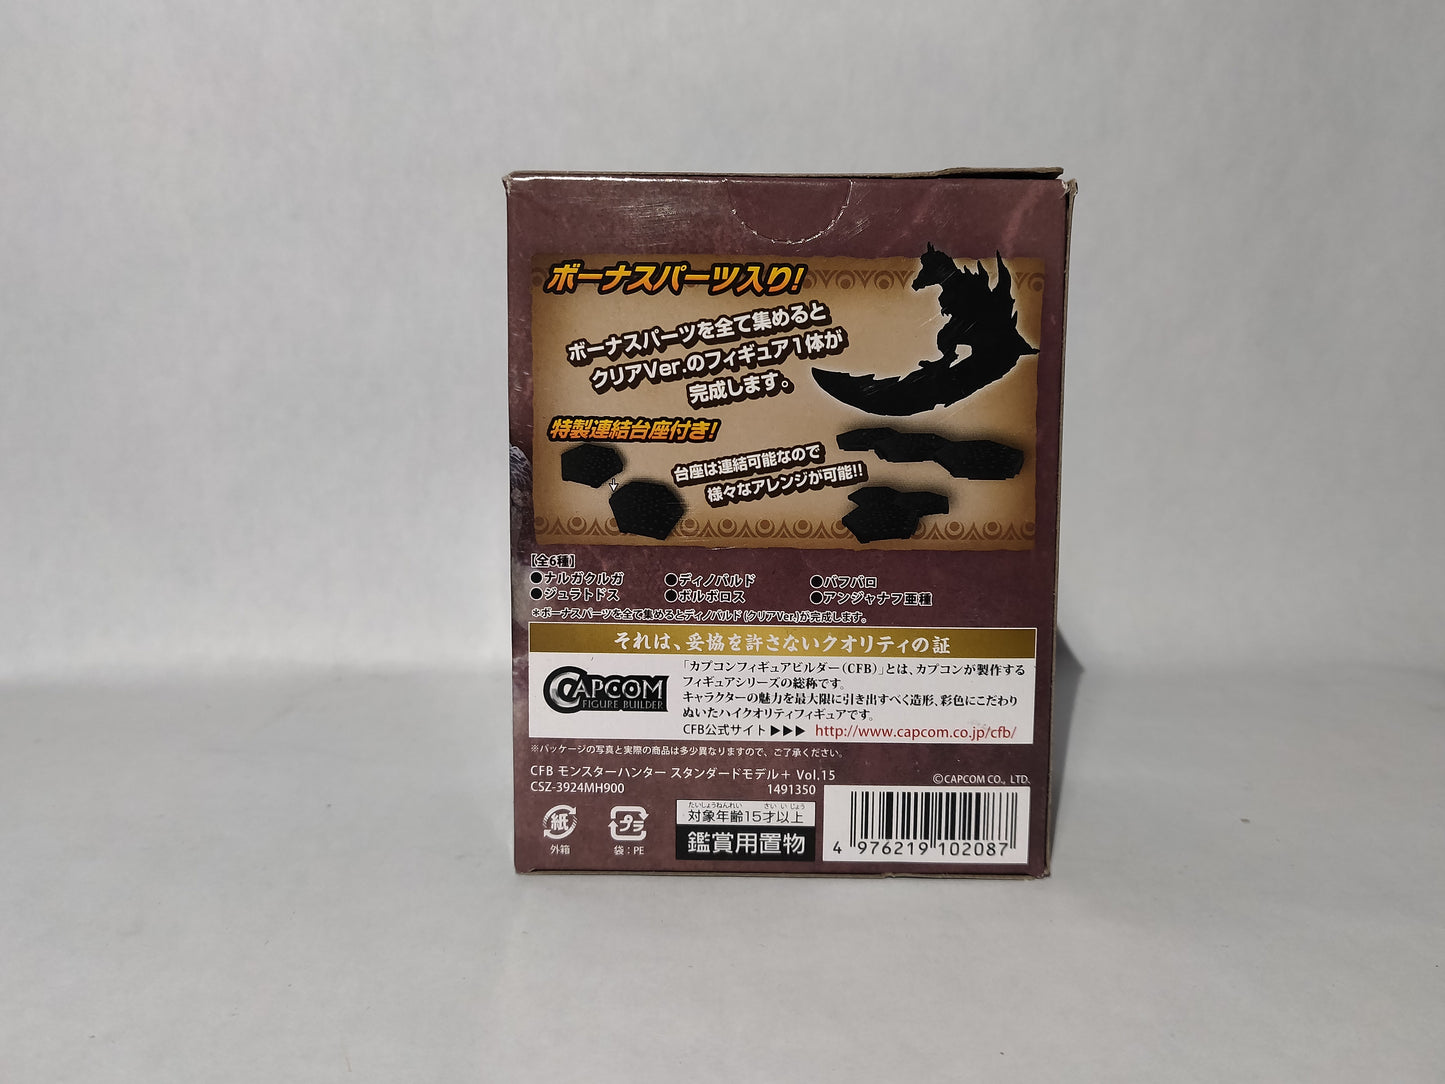 ボーナスパーツ入り!
ボーナスパーツを全て集めると
クリアVer.のフィギュア1体が
完成します。
特製連結台座付き!
台座は連結可能なので
様々なアレンジが可能!!
【全6種】
●ナルガクルガ ●ディノバルド ●バフバロ
●ジュラトドス ●ボルボロス ●アンジャナフ亜種
＊ボーナスパーツを全て集めるとディノバルド(クリアVer.)が完成します。
それは、妥協を許さないクオリティの証
CAPCOM
FIGURE BUILDER
「カプコンフィギュアビルダー(CFB)」とは、カプコンが製作する
フィギュアシリーズの総称です。
キャラクターの魅力を最大限に引き出すべく造形、彩色にこだわり
ぬいたハイクオリティフィギュアです。
CFB公式サイト▶▶▶ http://www.capcom.co.jp/cfb/
※パッケージの写真と実際の商品は多少異なりますので、ご了承ください。
CFB モンスターハンター スタンダードモデル＋ Vol.15
©CAPCOM CO., LTD.
CSZ-3924MH900 1491350
紙
外箱
プラ
袋：PE
たいしょうねんれい さい いじょう
対象年齢15才以上
鑑賞用置物
4 976219 102087